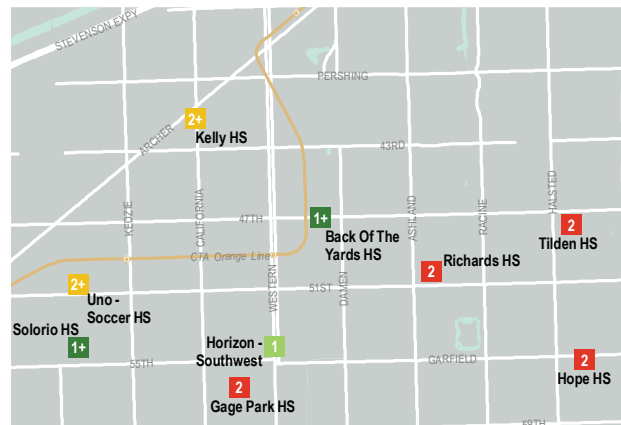 STEVENSON EXPY
PERSHING
2+
Kelly HS
ARCHER
43RD
KEDZIE
CALIFORNIA
47TH
1+
Back Of The
Yards HS
ASHLAND
RACINE
HALSTED
2
Tilden HS
CTA Orange Line
WESTERN
DAMEN
2
Richards HS
2+
Uno -
Soccer HS
51ST
Solorio HS
1+
Horizon -
Southwest
1
55TH
GARFIELD
2
Gage Park HS
2
Hope HS
59TH